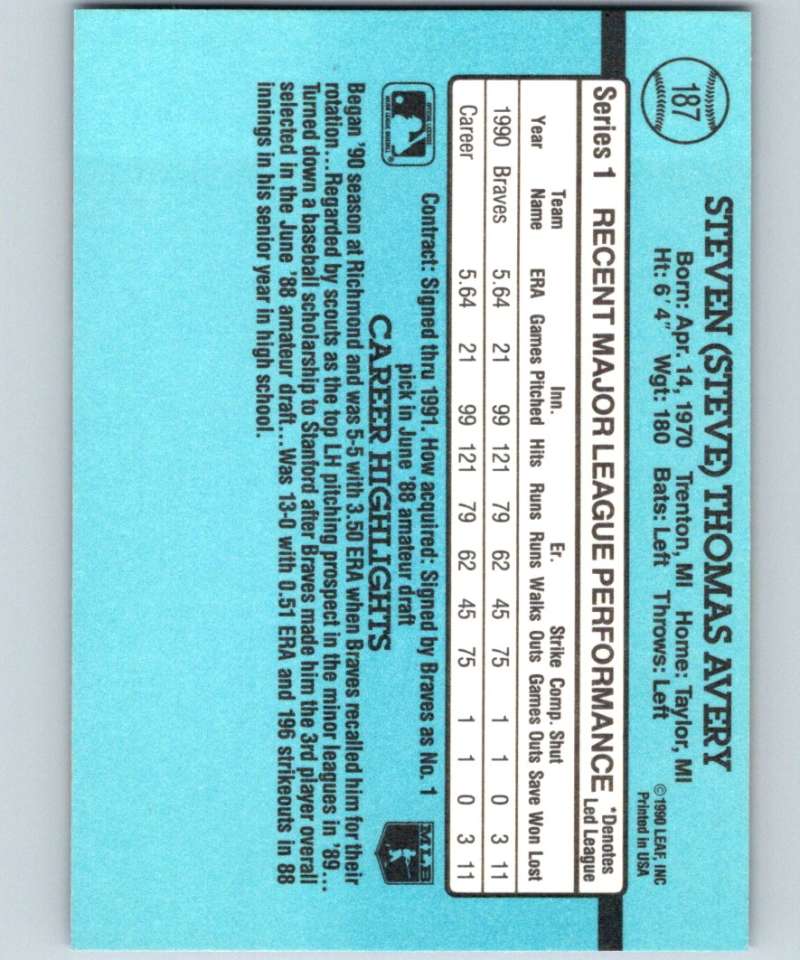 187
STEVEN (STEVE) THOMAS AVERY
Born: Apr. 14, 1970 Trenton, MI Home: Taylor, MI
Ht: 6' 4" Wgt: 180 Bats: Left Throws: Left
©1990 LEAF, INC
Printed in USA
Series 1 RECENT MAJOR LEAGUE PERFORMANCE *Denotes
Led League
Team Inn. Er. Strike Comp. Shut
Year Name ERA Games Pitched Hits Runs Runs Walks Outs Games Outs Save Won Lost
1990 Braves 5.64 21 99 121 79 62 45 75 1 1 0 3 11
Career 5.64 21 99 121 79 62 45 75 1 1 0 3 11
Contract: Signed thru 1991. How acquired: Signed by Braves as No. 1
pick in June '88 amateur draft
MLB
CAREER HIGHLIGHTS
Began '90 season at Richmond and was 5-5 with 3.50 ERA when Braves recalled him for their
rotation...Regarded by scouts as the top LH pitching prospect in the minor leagues in '89...
Turned down a baseball scholarship to Stanford after Braves made him the 3rd player overall
selected in the June '88 amateur draft...Was 13-0 with 0.51 ERA and 196 strikeouts in 88
innings in his senior year in high school.